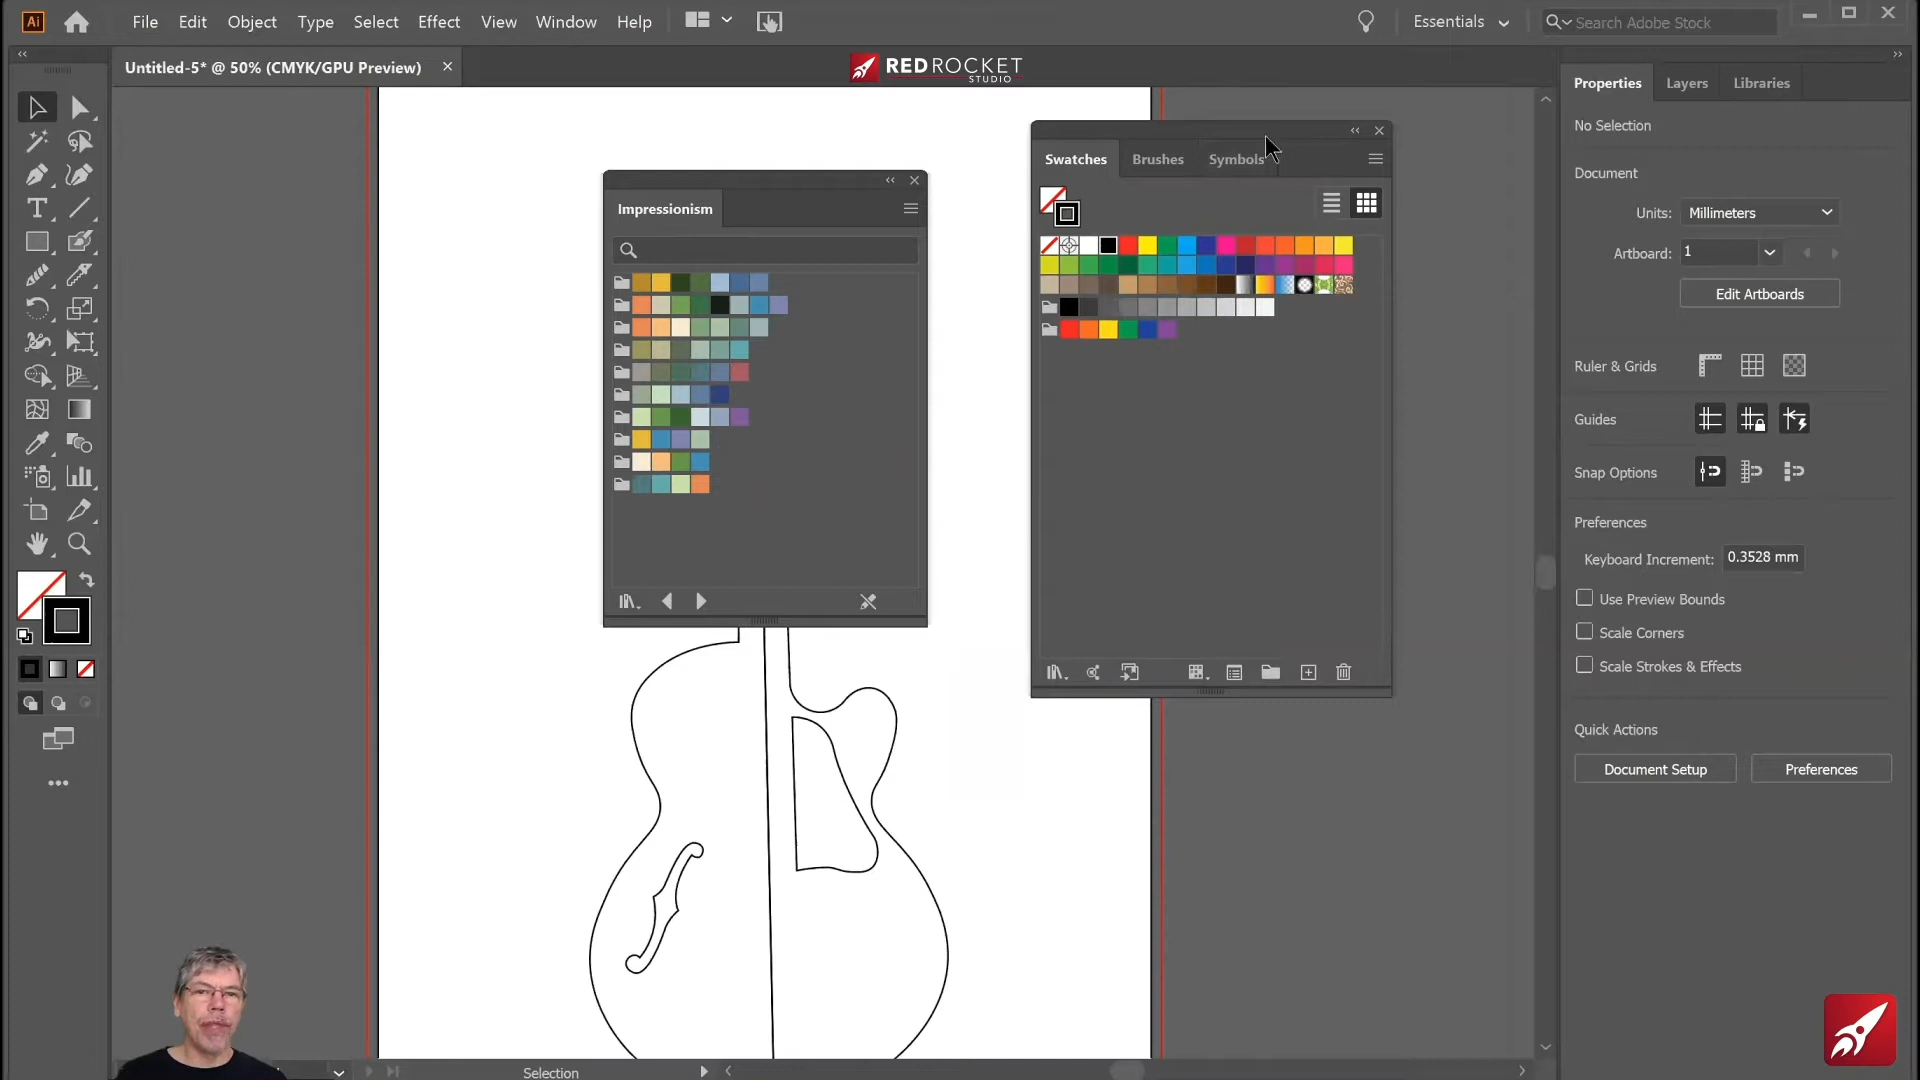 Ai
File Edit Object Type Select Effect View Window Help
Essentials
Search Adobe Stock
Untitled-5* @ 50% (CMYK/GPU Preview)
REDROCKET
STUDIO
Properties Layers Libraries
No Selection
Document
Units: Millimeters
Artboard: 1
Edit Artboards
Ruler & Grids
Guides
Snap Options
Preferences
Keyboard Increment: 0.3528 mm
Use Preview Bounds
Scale Corners
Scale Strokes & Effects
Quick Actions
Document Setup Preferences
Swatches Brushes Symbols
Impressionism
Selection